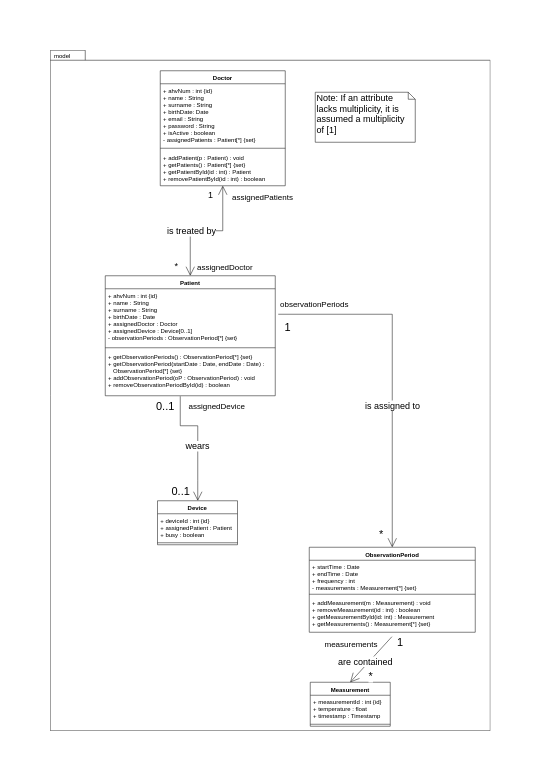 model
Doctor
+ ahvNum : int {id}
+ name : String
+ surname : String
+ birthDate: Date
+ email : String
+ password : String
+ isActive : boolean
- assignedPatients : Patient[*] {set}
+ addPatient(p : Patient) : void
+ getPatients() : Patient[*] {set}
+ getPatientById(id : int) : Patient
+ removePatientById(id : int) : boolean
Note: If an attribute
lacks multiplicity, it is
assumed a multiplicity
of [1]
1
assignedPatients
is treated by
*
assignedDoctor
Patient
+ ahvNum : int {id}
+ name : String
+ surname : String
+ birthDate : Date
+ assignedDoctor : Doctor
+ assignedDevice : Device[0..1]
- observationPeriods : ObservationPeriod[*] {set}
+ getObservationPeriods() : ObservationPeriod[*] {set}
+ getObservationPeriod(startDate : Date, endDate : Date) :
ObservationPeriod[*] {set}
+ addObservationPeriod(oP : ObservationPeriod) : void
+ removeObservationPeriodById(id) : boolean
observationPeriods
1
is assigned to
*
0..1
assignedDevice
wears
0..1
Device
+ deviceId : int {id}
+ assignedPatient : Patient
+ busy : boolean
ObservationPeriod
+ startTime : Date
+ endTime : Date
+ frequency : int
- measurements : Measurement[*] {set}
+ addMeasurement(m : Measurement) : void
+ removeMeasurement(id : int) : boolean
+ getMeasurementById(id: int) : Measurement
+ getMeasurements() : Measurement[*] {set}
measurements
1
are contained
*
Measurement
+ measurementId : int {id}
+ temperature : float
+ timestamp : Timestamp